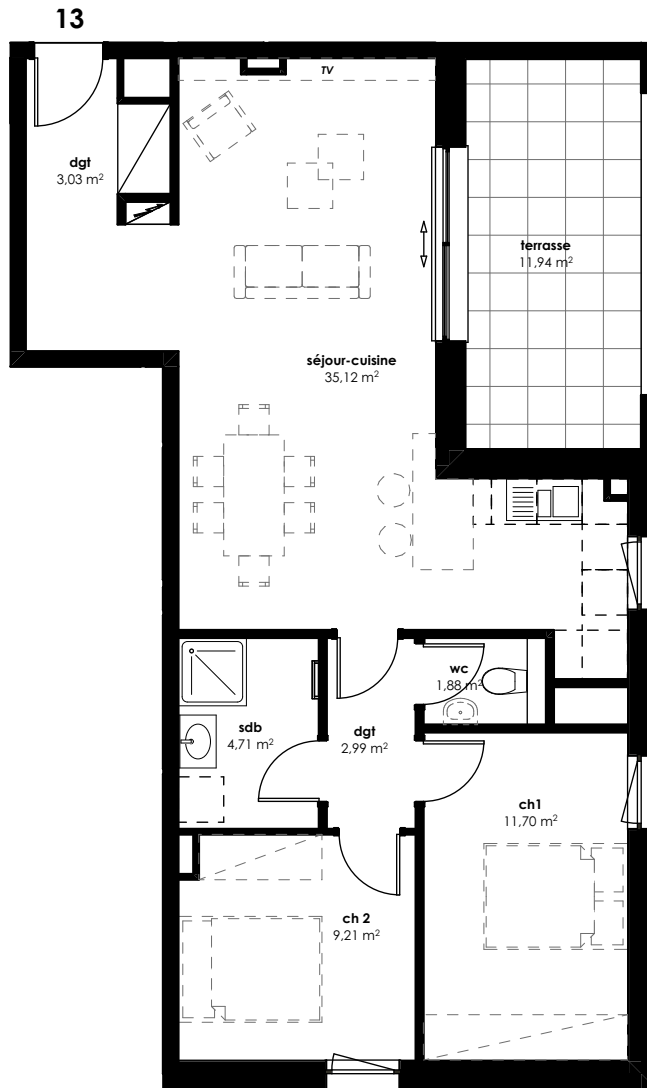 13
TV
dgt
3,03 m²
terrasse
11,94 m²
séjour-cuisine
35,12 m²
wc
1,88 m²
sdb
4,71 m²
dgt
2,99 m²
ch1
11,70 m²
ch 2
9,21 m²